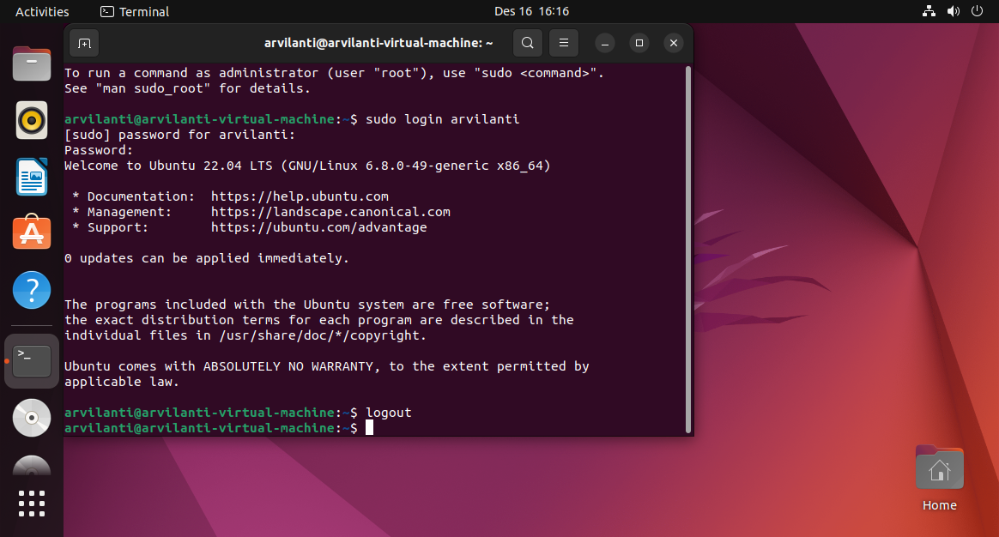 Activities
Terminal
Des 16 16:16
arvilanti@arvilanti-virtual-machine: ~
To run a command as administrator (user "root"), use "sudo <command>".
See "man sudo_root" for details.
arvilanti@arvilanti-virtual-machine:~$ sudo login arvilanti
[sudo] password for arvilanti:
Password:
Welcome to Ubuntu 22.04 LTS (GNU/Linux 6.8.0-49-generic x86_64)
* Documentation:  https://help.ubuntu.com
* Management:     https://landscape.canonical.com
* Support:        https://ubuntu.com/advantage
0 updates can be applied immediately.
The programs included with the Ubuntu system are free software;
the exact distribution terms for each program are described in the
individual files in /usr/share/doc/*/copyright.
Ubuntu comes with ABSOLUTELY NO WARRANTY, to the extent permitted by
applicable law.
arvilanti@arvilanti-virtual-machine:~$ logout
arvilanti@arvilanti-virtual-machine:~$
Home